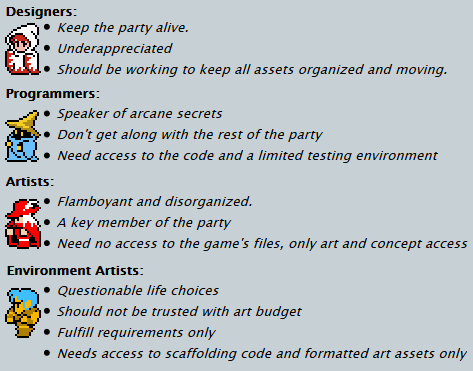 Designers:
• Keep the party alive.
• Underappreciated
• Should be working to keep all assets organized and moving.
Programmers:
• Speaker of arcane secrets
• Don't get along with the rest of the party
• Need access to the code and a limited testing environment
Artists:
• Flamboyant and disorganized.
• A key member of the party
• Need no access to the game's files, only art and concept access
Environment Artists:
• Questionable life choices
• Should not be trusted with art budget
• Fulfill requirements only
• Needs access to scaffolding code and formatted art assets only